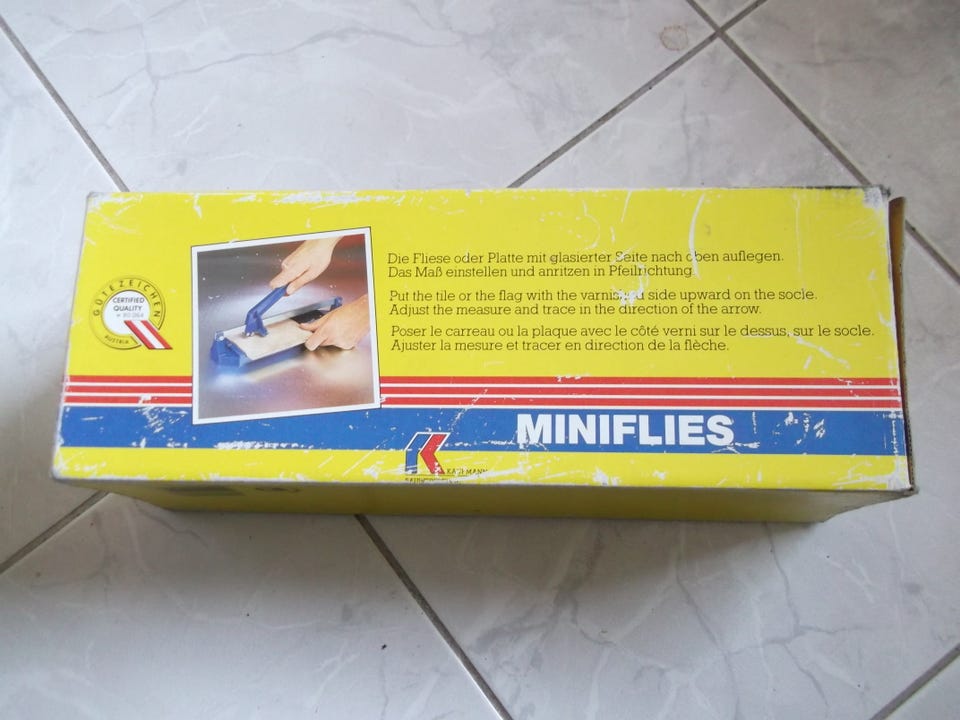 GÜTEZEICHEN
CERTIFIED
QUALITY
AUSTRIA
Die Fliese oder Platte mit glasierter Seite nach oben auflegen.
Das Maß einstellen und anritzen in Pfeilrichtung.
Put the tile or the flag with the varnished side upward on the socle.
Adjust the measure and trace in the direction of the arrow.
Poser le carreau ou la plaque avec le côté verni sur le dessus, sur le socle.
Ajuster la mesure et tracer en direction de la flèche.
MINIFLIES